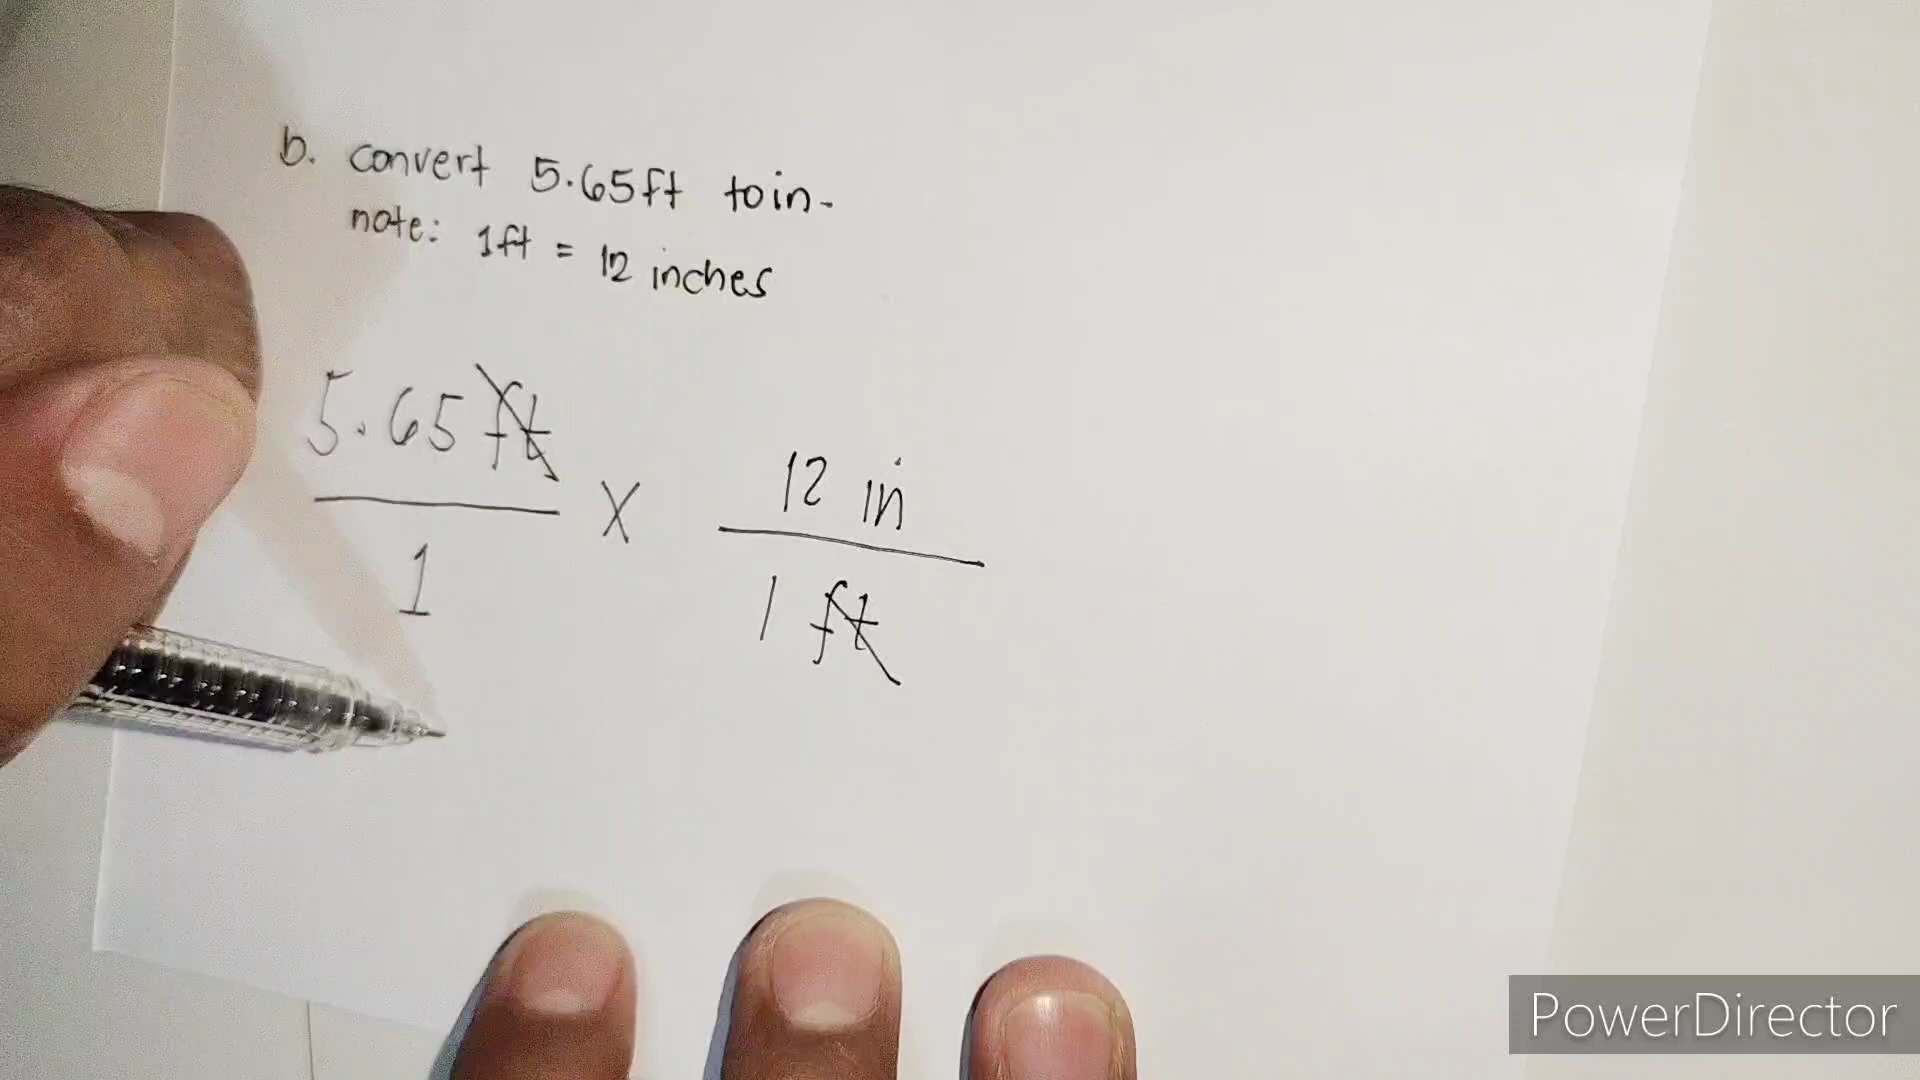 b. convert 5.65ft to in.
note: 1ft = 12 inches
5.65 ft
1
X
12 in
1 ft
PowerDirector